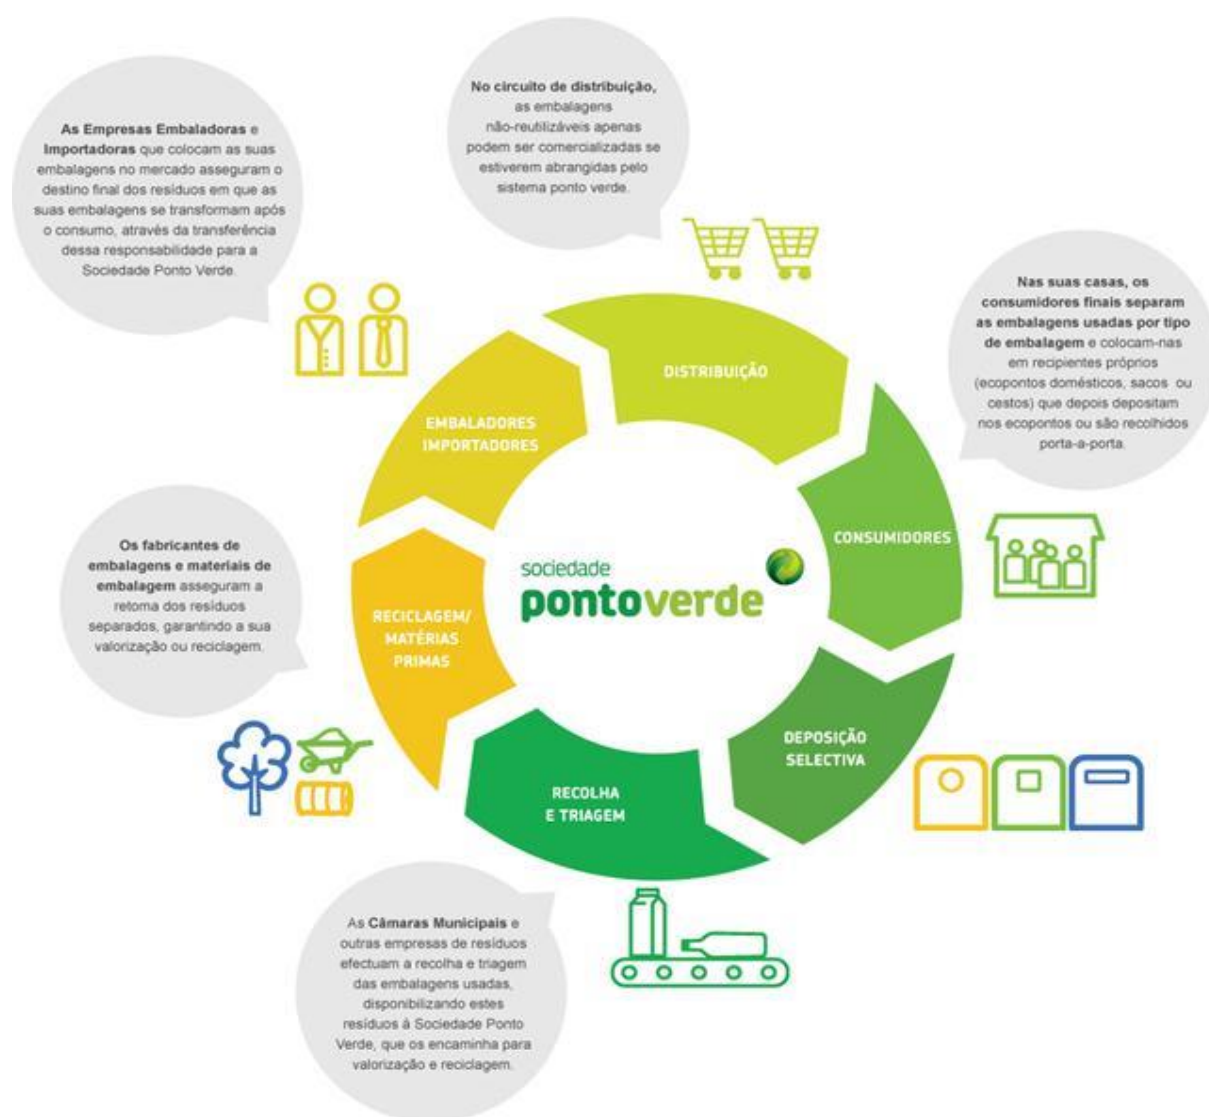 As Empresas Embaladoras e
Importadoras que colocam as suas
embalagens no mercado asseguram o
destino final dos resíduos em que as
suas embalagens se transformam após
o consumo, através da transferência
dessa responsabilidade para a
Sociedade Ponto Verde.
No circuito de distribuição,
as embalagens
não-reutilizáveis apenas
podem ser comercializadas se
estiverem abrangidas pelo
sistema ponto verde.
Nas suas casas, os
consumidores finais separam
as embalagens usadas por tipo
de embalagem e colocam-nas
em recipientes próprios
(ecopontos domésticos, sacos ou
cestos) que depois depositam
nos ecopontos ou são recolhidos
porta-a-porta.
DISTRIBUIÇÃO
EMBALADORES
IMPORTADORES
CONSUMIDORES
sociedade
pontoverde
Os fabricantes de
embalagens e materiais de
embalagem asseguram a
retoma dos resíduos
separados, garantindo a sua
valorização ou reciclagem.
RECICLAGEM/
MATÉRIAS
PRIMAS
DEPOSIÇÃO
SELECTIVA
RECOLHA
E TRIAGEM
As Câmaras Municipais e
outras empresas de resíduos
efectuam a recolha e triagem
das embalagens usadas,
disponibilizando estes
resíduos à Sociedade Ponto
Verde, que os encaminha para
valorização e reciclagem.